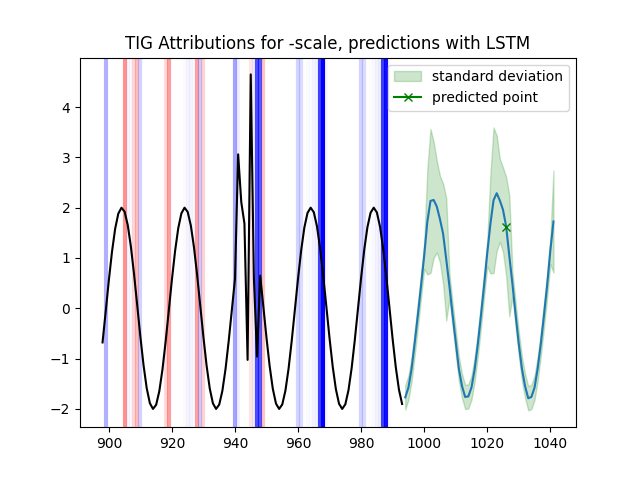 TIG Attributions for -scale, predictions with LSTM
standard deviation
predicted point
4
3
2
1
0
−1
−2
900 920 940 960 980 1000 1020 1040